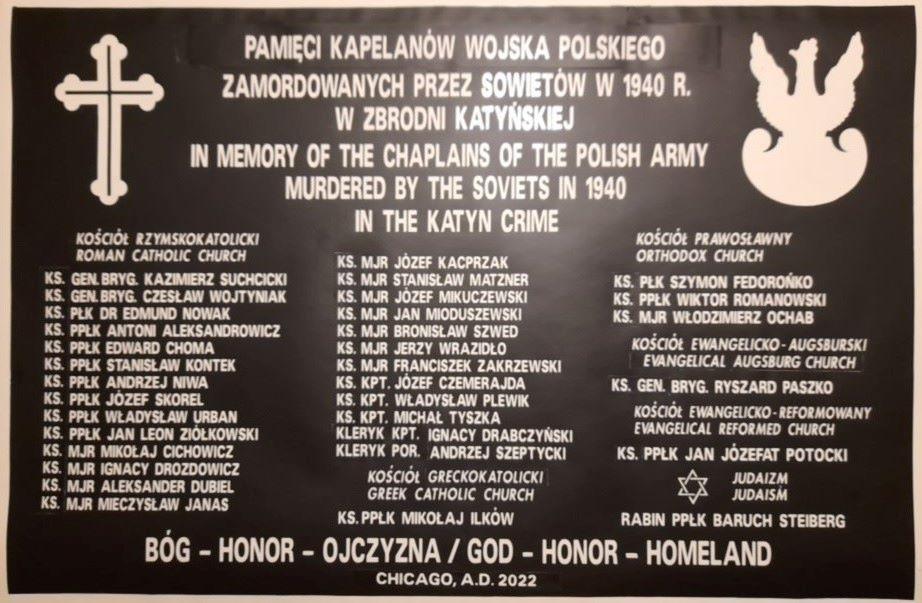 PAMIĘCI KAPELANÓW WOJSKA POLSKIEGO
ZAMORDOWANYCH PRZEZ SOWIETÓW W 1940 R.
W ZBRODNI KATYŃSKIEJ
IN MEMORY OF THE CHAPLAINS OF THE POLISH ARMY
MURDERED BY THE SOVIETS IN 1940
IN THE KATYN CRIME
KOŚCIÓŁ RZYMSKOKATOLICKI
ROMAN CATHOLIC CHURCH
KS. GEN.BRYG. KAZIMIERZ SUCHCICKI
KS. GEN.BRYG. CZESŁAW WOJTYNIAK
KS. PŁK DR EDMUND NOWAK
KS. PPŁK ANTONI ALEKSANDROWICZ
KS. PPŁK EDWARD CHOMA
KS. PPŁK STANISŁAW KONTEK
KS. PPŁK ANDRZEJ NIWA
KS. PPŁK JÓZEF SKOREL
KS. PPŁK WŁADYSŁAW URBAN
KS. PPŁK JAN LEON ZIÓŁKOWSKI
KS. MJR MIKOŁAJ CICHOWICZ
KS. MJR IGNACY DROZDOWICZ
KS. MJR ALEKSANDER DUBIEL
KS. MJR MIECZYSŁAW JANAS
KS. MJR JÓZEF KACPRZAK
KS. MJR STANISŁAW MATZNER
KS. MJR JÓZEF MIKUCZEWSKI
KS. MJR JAN MIODUSZEWSKI
KS. MJR BRONISŁAW SZWED
KS. MJR JERZY WRAZIDŁO
KS. MJR FRANCISZEK ZAKRZEWSKI
KS. KPT. JÓZEF CZEMERAJDA
KS. KPT. WŁADYSŁAW PLEWIK
KS. KPT. MICHAŁ TYSZKA
KLERYK KPT. IGNACY DRABCZYŃSKI
KLERYK POR. ANDRZEJ SZEPTYCKI
KOŚCIÓŁ GRECKOKATOLICKI
GREEK CATHOLIC CHURCH
KS. PPŁK MIKOŁAJ ILKÓW
KOŚCIÓŁ PRAWOSŁAWNY
ORTHODOX CHURCH
KS. PŁK SZYMON FEDOROŃKO
KS. PPŁK WIKTOR ROMANOWSKI
KS. MJR WŁODZIMIERZ OCHAB
KOŚCIÓŁ EWANGELICKO-AUGSBURSKI
EVANGELICAL AUGSBURG CHURCH
KS. GEN. BRYG. RYSZARD PASZKO
KOŚCIÓŁ EWANGELICKO-REFORMOWANY
EVANGELICAL REFORMED CHURCH
KS. PPŁK JAN JÓZEFAT POTOCKI
JUDAIZM
JUDAISM
RABIN PPŁK BARUCH STEIBERG
BÓG – HONOR – OJCZYZNA / GOD – HONOR – HOMELAND
CHICAGO, A.D. 2022